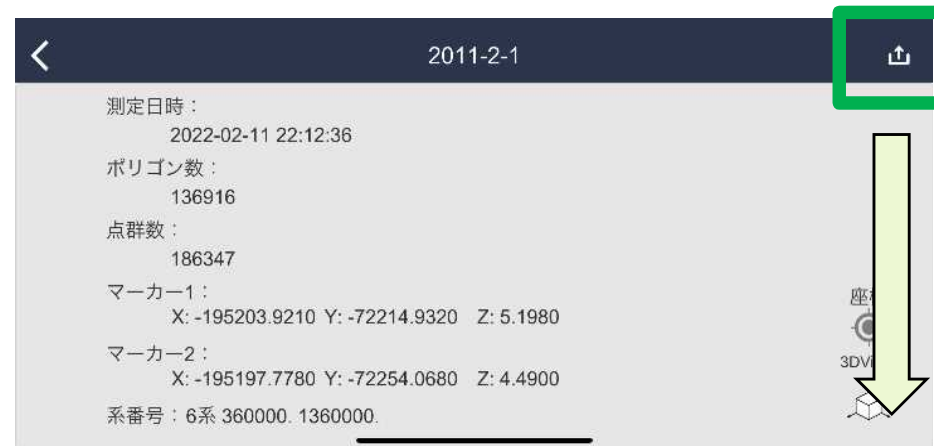 2011-2-1
測定日時：
2022-02-11 22:12:36
ポリゴン数：
136916
点群数：
186347
マーカー1：
X: -195203.9210 Y: -72214.9320 Z: 5.1980
マーカー2：
X: -195197.7780 Y: -72254.0680 Z: 4.4900
系番号：6系 360000. 1360000.
座
3DVi